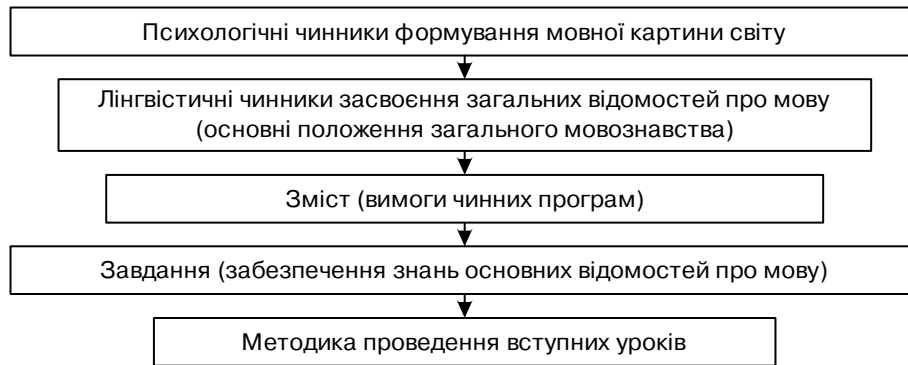 Психологічні чинники формування мовної картини світу
Лінгвістичні чинники засвоєння загальних відомостей про мову
(основні положення загального мовознавства)
Зміст (вимоги чинних програм)
Завдання (забезпечення знань основних відомостей про мову)
Методика проведення вступних уроків